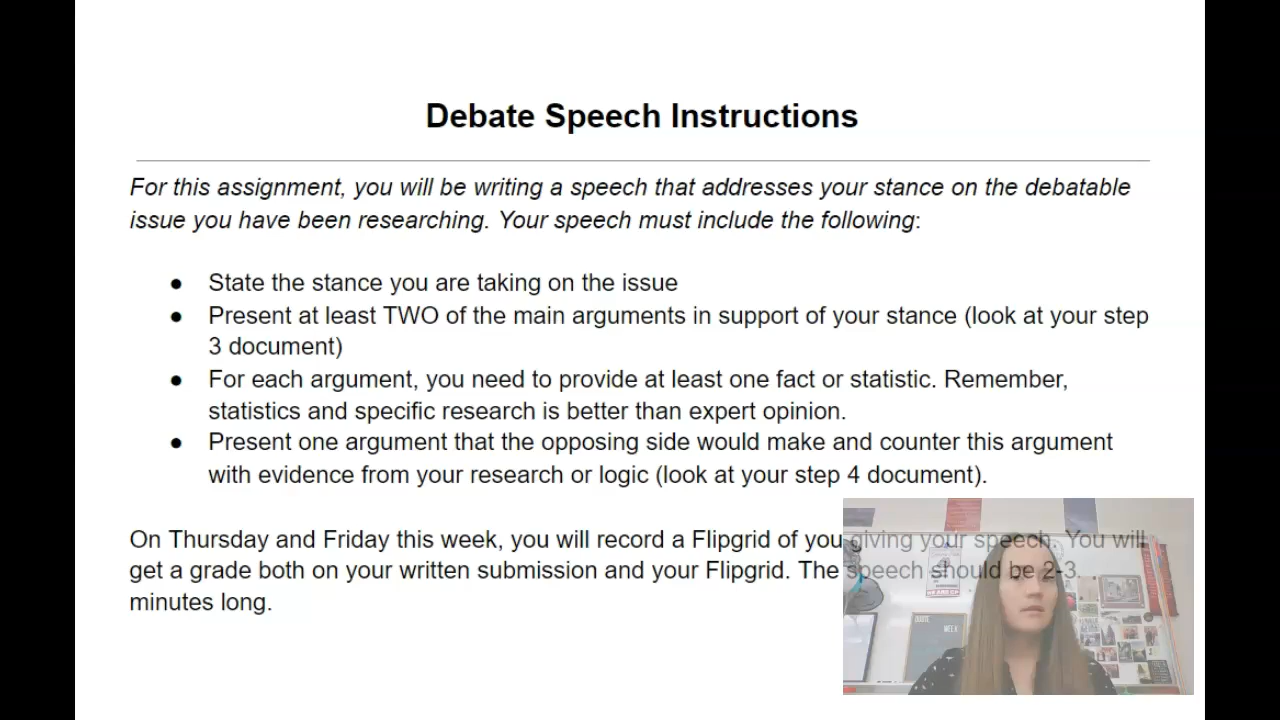 Debate Speech Instructions
For this assignment, you will be writing a speech that addresses your stance on the debatable
issue you have been researching. Your speech must include the following:
● State the stance you are taking on the issue
● Present at least TWO of the main arguments in support of your stance (look at your step
3 document)
● For each argument, you need to provide at least one fact or statistic. Remember,
statistics and specific research is better than expert opinion.
● Present one argument that the opposing side would make and counter this argument
with evidence from your research or logic (look at your step 4 document).
On Thursday and Friday this week, you will record a Flipgrid of you giving your speech. You will
get a grade both on your written submission and your Flipgrid. The speech should be 2-3
minutes long.
QUOTE
WEEK